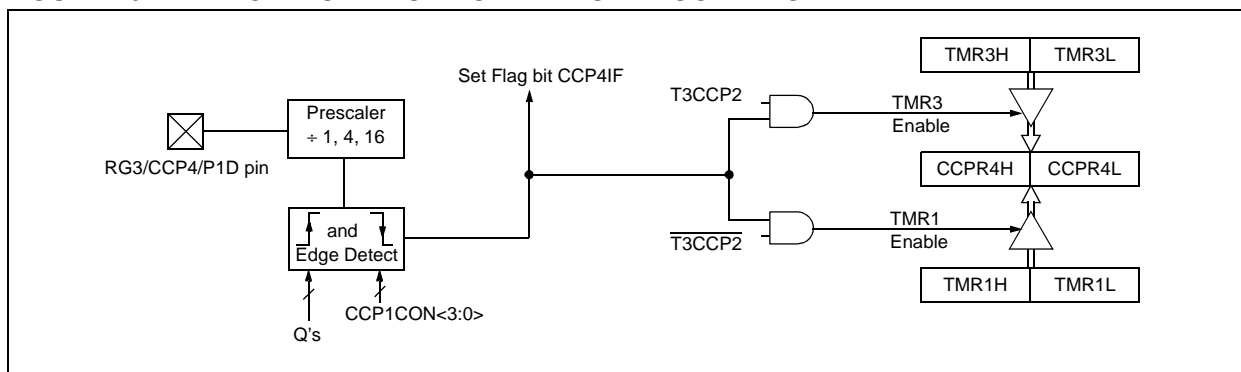 TMR3H TMR3L
Set Flag bit CCP4IF
T3CCP2
TMR3
Enable
Prescaler
÷ 1, 4, 16
RG3/CCP4/P1D pin
CCPR4H CCPR4L
and
Edge Detect
TMR1
Enable
T3CCP2
TMR1H TMR1L
CCP1CON<3:0>
Q's